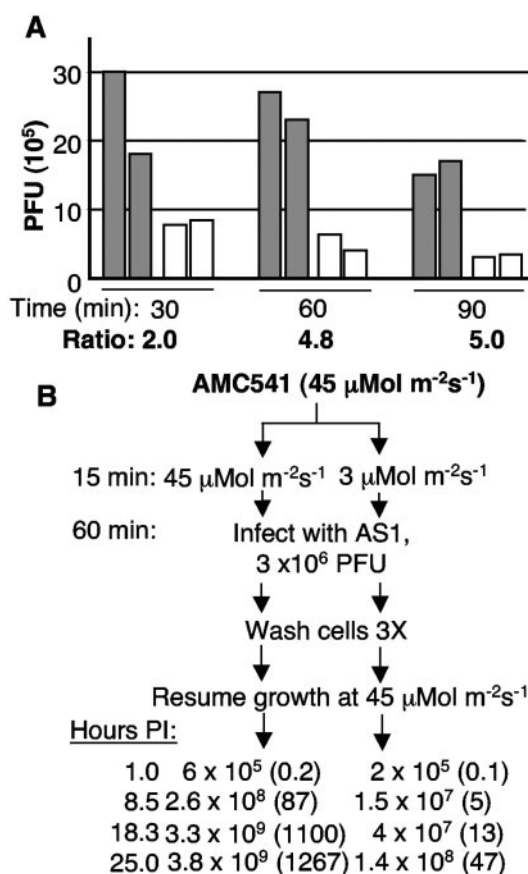 A
PFU (10⁵)
30
20
10
0
Time (min): 30 60 90
Ratio: 2.0 4.8 5.0
B
AMC541 (45 μMol m⁻²s⁻¹)
15 min: 45 μMol m⁻²s⁻¹ 3 μMol m⁻²s⁻¹
60 min: Infect with AS1,
3 x10⁶ PFU
Wash cells 3X
Resume growth at 45 μMol m⁻²s⁻¹
Hours PI:
1.0 6 x 10⁵ (0.2) 2 x 10⁵ (0.1)
8.5 2.6 x 10⁸ (87) 1.5 x 10⁷ (5)
18.3 3.3 x 10⁹ (1100) 4 x 10⁷ (13)
25.0 3.8 x 10⁹ (1267) 1.4 x 10⁸ (47)